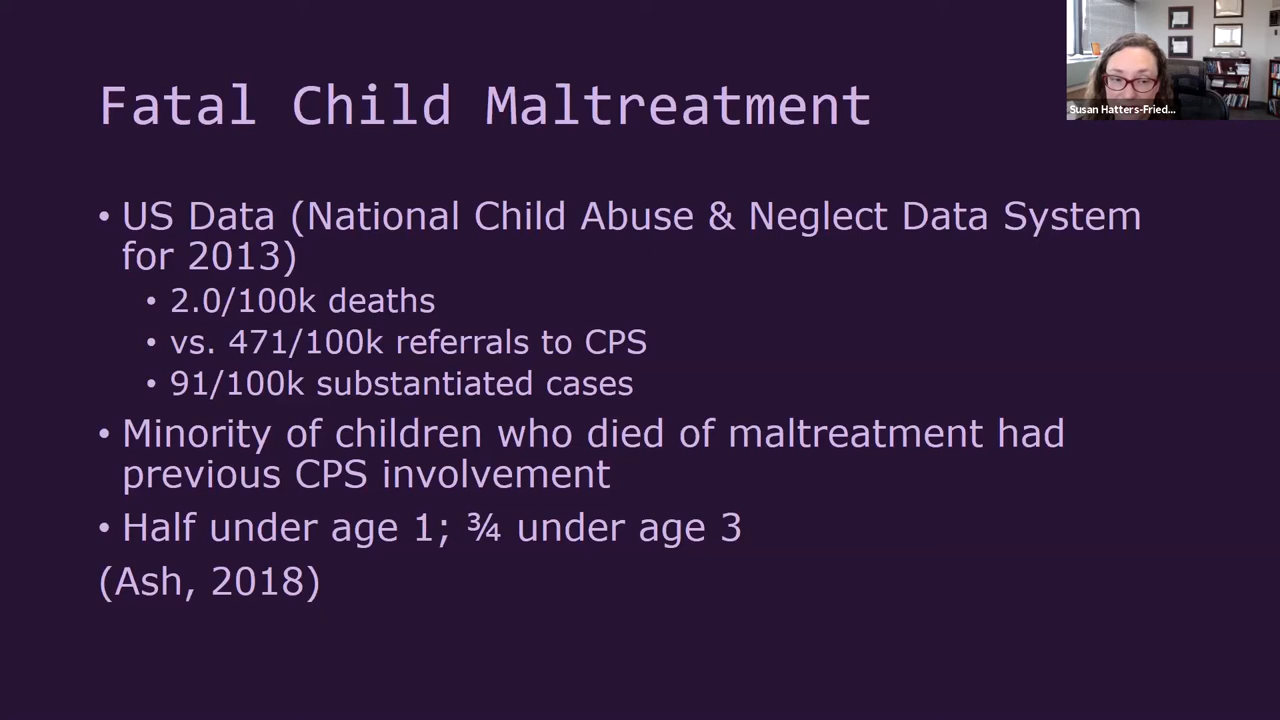 Fatal Child Maltreatment
Susan Hatters-Fried...
• US Data (National Child Abuse & Neglect Data System
for 2013)
• 2.0/100k deaths
• vs. 471/100k referrals to CPS
• 91/100k substantiated cases
• Minority of children who died of maltreatment had
previous CPS involvement
• Half under age 1; ¾ under age 3
(Ash, 2018)